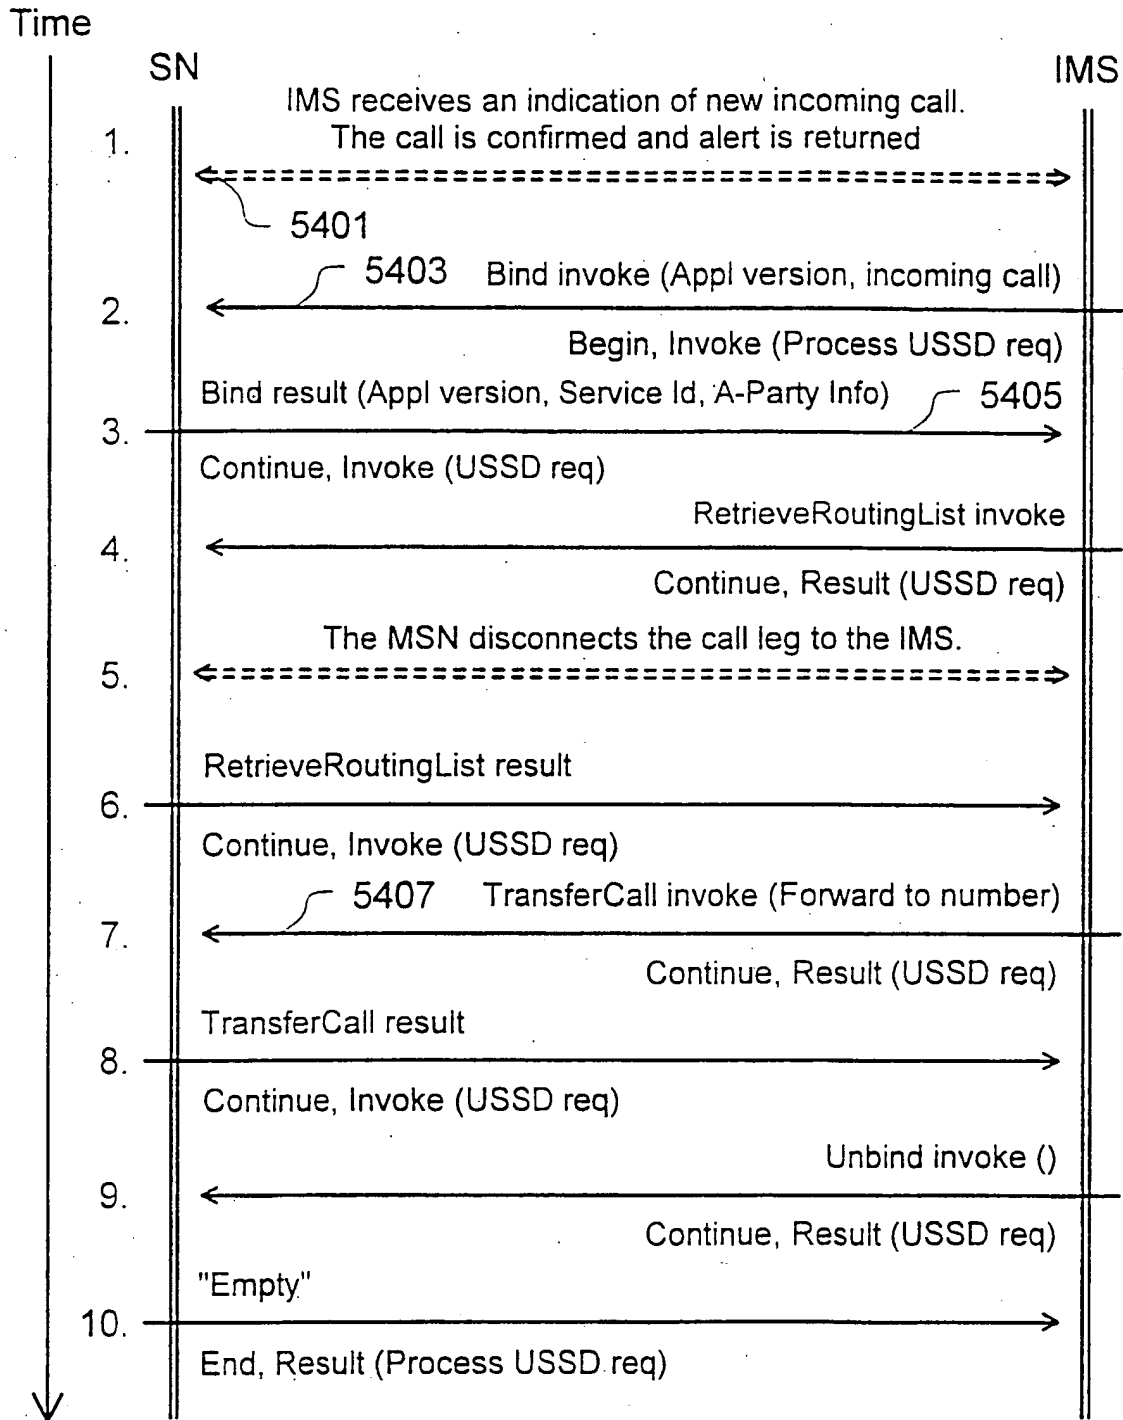 Time
SN
IMS
IMS receives an indication of new incoming call.
1.
The call is confirmed and alert is returned
5401
5403
Bind invoke (Appl version, incoming call)
2.
Begin, Invoke (Process USSD req)
Bind result (Appl version, Service Id, A-Party Info)
5405
3.
Continue, Invoke (USSD req)
RetrieveRoutingList invoke
4.
Continue, Result (USSD req)
The MSN disconnects the call leg to the IMS.
5.
RetrieveRoutingList result
6.
Continue, Invoke (USSD req)
5407
TransferCall invoke (Forward to number)
7.
Continue, Result (USSD req)
TransferCall result
8.
Continue, Invoke (USSD req)
Unbind invoke ()
9.
Continue, Result (USSD req)
"Empty"
10.
End, Result (Process USSD req)